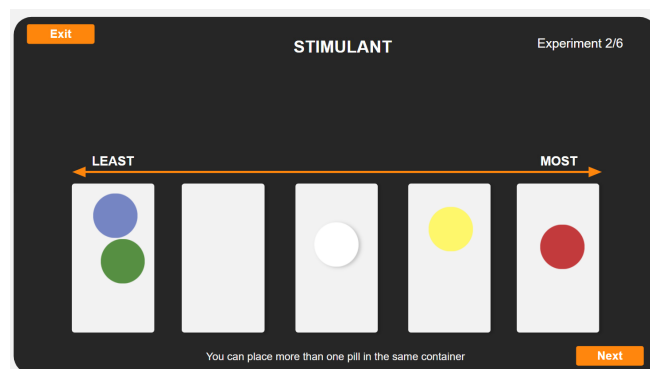 Exit
STIMULANT
Experiment 2/6
LEAST
MOST
You can place more than one pill in the same container
Next